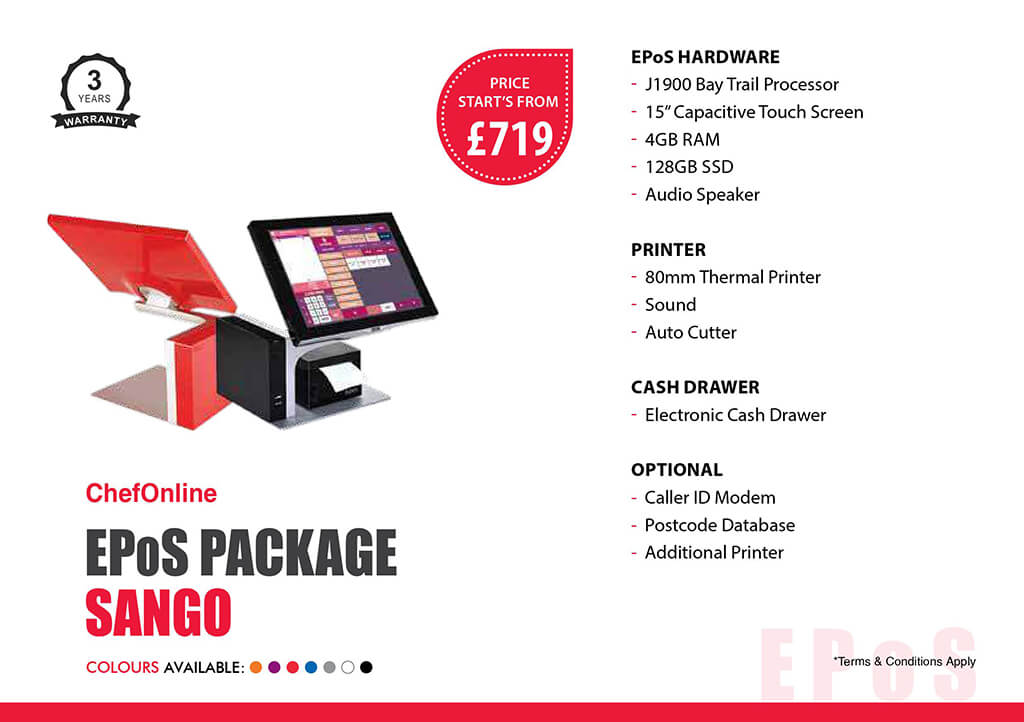 3
YEARS
WARRANTY
PRICE
START'S FROM
£719
ChefOnline
EPoS PACKAGE
SANGO
COLOURS AVAILABLE:
EPoS HARDWARE
- J1900 Bay Trail Processor
- 15” Capacitive Touch Screen
- 4GB RAM
- 128GB SSD
- Audio Speaker
PRINTER
- 80mm Thermal Printer
- Sound
- Auto Cutter
CASH DRAWER
- Electronic Cash Drawer
OPTIONAL
- Caller ID Modem
- Postcode Database
- Additional Printer
EPoS
*Terms & Conditions Apply